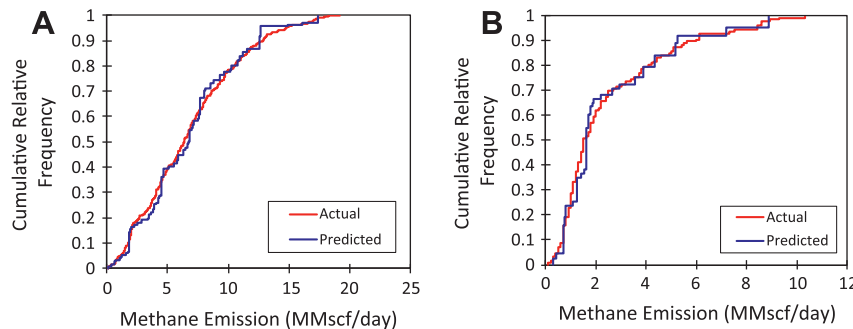 A
Cumulative Relative
Frequency
1
0.9
0.8
0.7
0.6
0.5
0.4
0.3
0.2
0.1
0
0 5 10 15 20 25
Methane Emission (MMscf/day)
Actual
Predicted
B
Cumulative Relative
Frequency
1
0.9
0.8
0.7
0.6
0.5
0.4
0.3
0.2
0.1
0
0 2 4 6 8 10 12
Methane Emission (MMscf/day)
Actual
Predicted